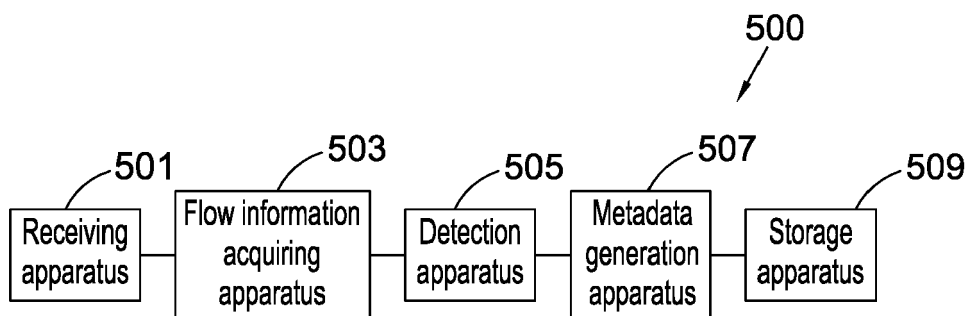 500
501
503
505
507
509
Receiving
apparatus
Flow information
acquiring
apparatus
Detection
apparatus
Metadata
generation
apparatus
Storage
apparatus